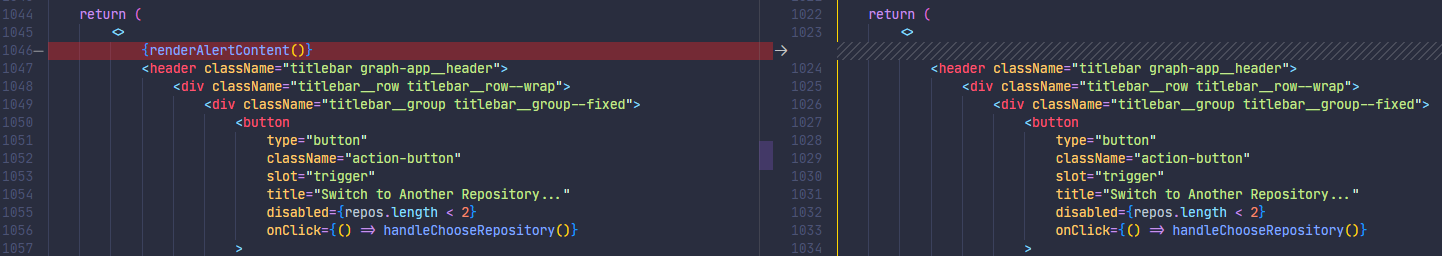 1044 return (
1045 <>
1046— {renderAlertContent()}
1047 <header className="titlebar graph-app__header">
1048 <div className="titlebar__row titlebar__row--wrap">
1049 <div className="titlebar__group titlebar__group--fixed">
1050 <button
1051 type="button"
1052 className="action-button"
1053 slot="trigger"
1054 title="Switch to Another Repository..."
1055 disabled={repos.length < 2}
1056 onClick={() => handleChooseRepository()}
1057 >
1022 return (
1023 <>
1024 <header className="titlebar graph-app__header">
1025 <div className="titlebar__row titlebar__row--wrap">
1026 <div className="titlebar__group titlebar__group--fixed">
1027 <button
1028 type="button"
1029 className="action-button"
1030 slot="trigger"
1031 title="Switch to Another Repository..."
1032 disabled={repos.length < 2}
1033 onClick={() => handleChooseRepository()}
1034 >